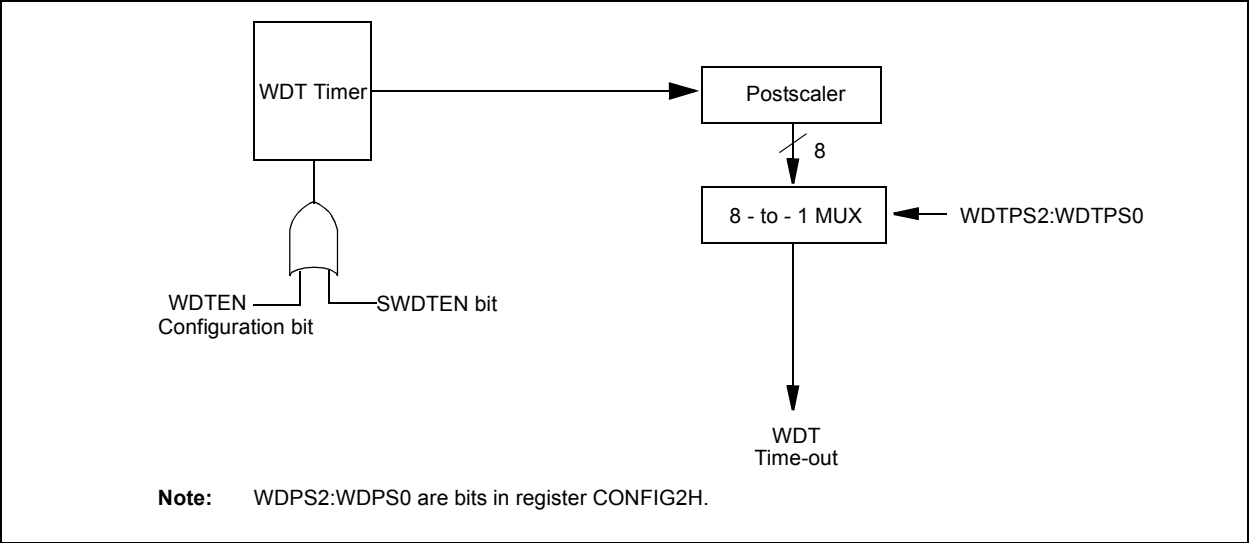 WDT Timer
Postscaler
8
8 - to - 1 MUX
WDTPS2:WDTPS0
WDTEN
Configuration bit
SWDTEN bit
WDT
Time-out
Note: WDPS2:WDPS0 are bits in register CONFIG2H.